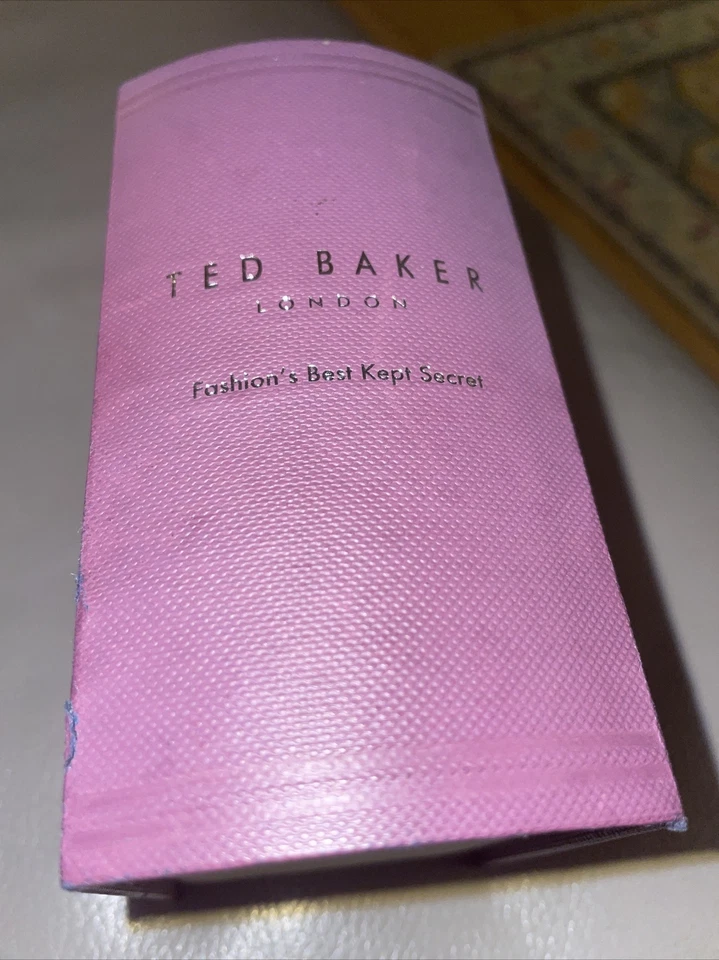 TED BAKER
LONDON
Fashion's Best Kept Secret